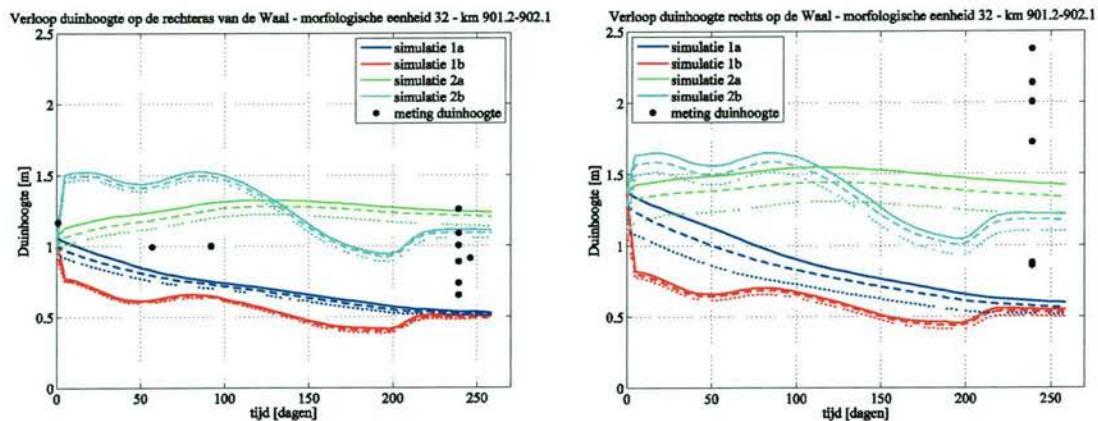 Verloop duinhoogte op de rechteras van de Waal - morfologische eenheid 32 - km 901.2-902.1
2.5
2
1.5
1
0.5
0
Duinhoogte [m]
simulatie 1a
simulatie 1b
simulatie 2a
simulatie 2b
meting duinhoogte
0 50 100 150 200 250
tijd [dagen]
Verloop duinhoogte rechts op de Waal - morfologische eenheid 32 - km 901.2-902.1
2.5
2
1.5
1
0.5
0
Duinhoogte [m]
simulatie 1a
simulatie 1b
simulatie 2a
simulatie 2b
meting duinhoogte
0 50 100 150 200 250
tijd [dagen]